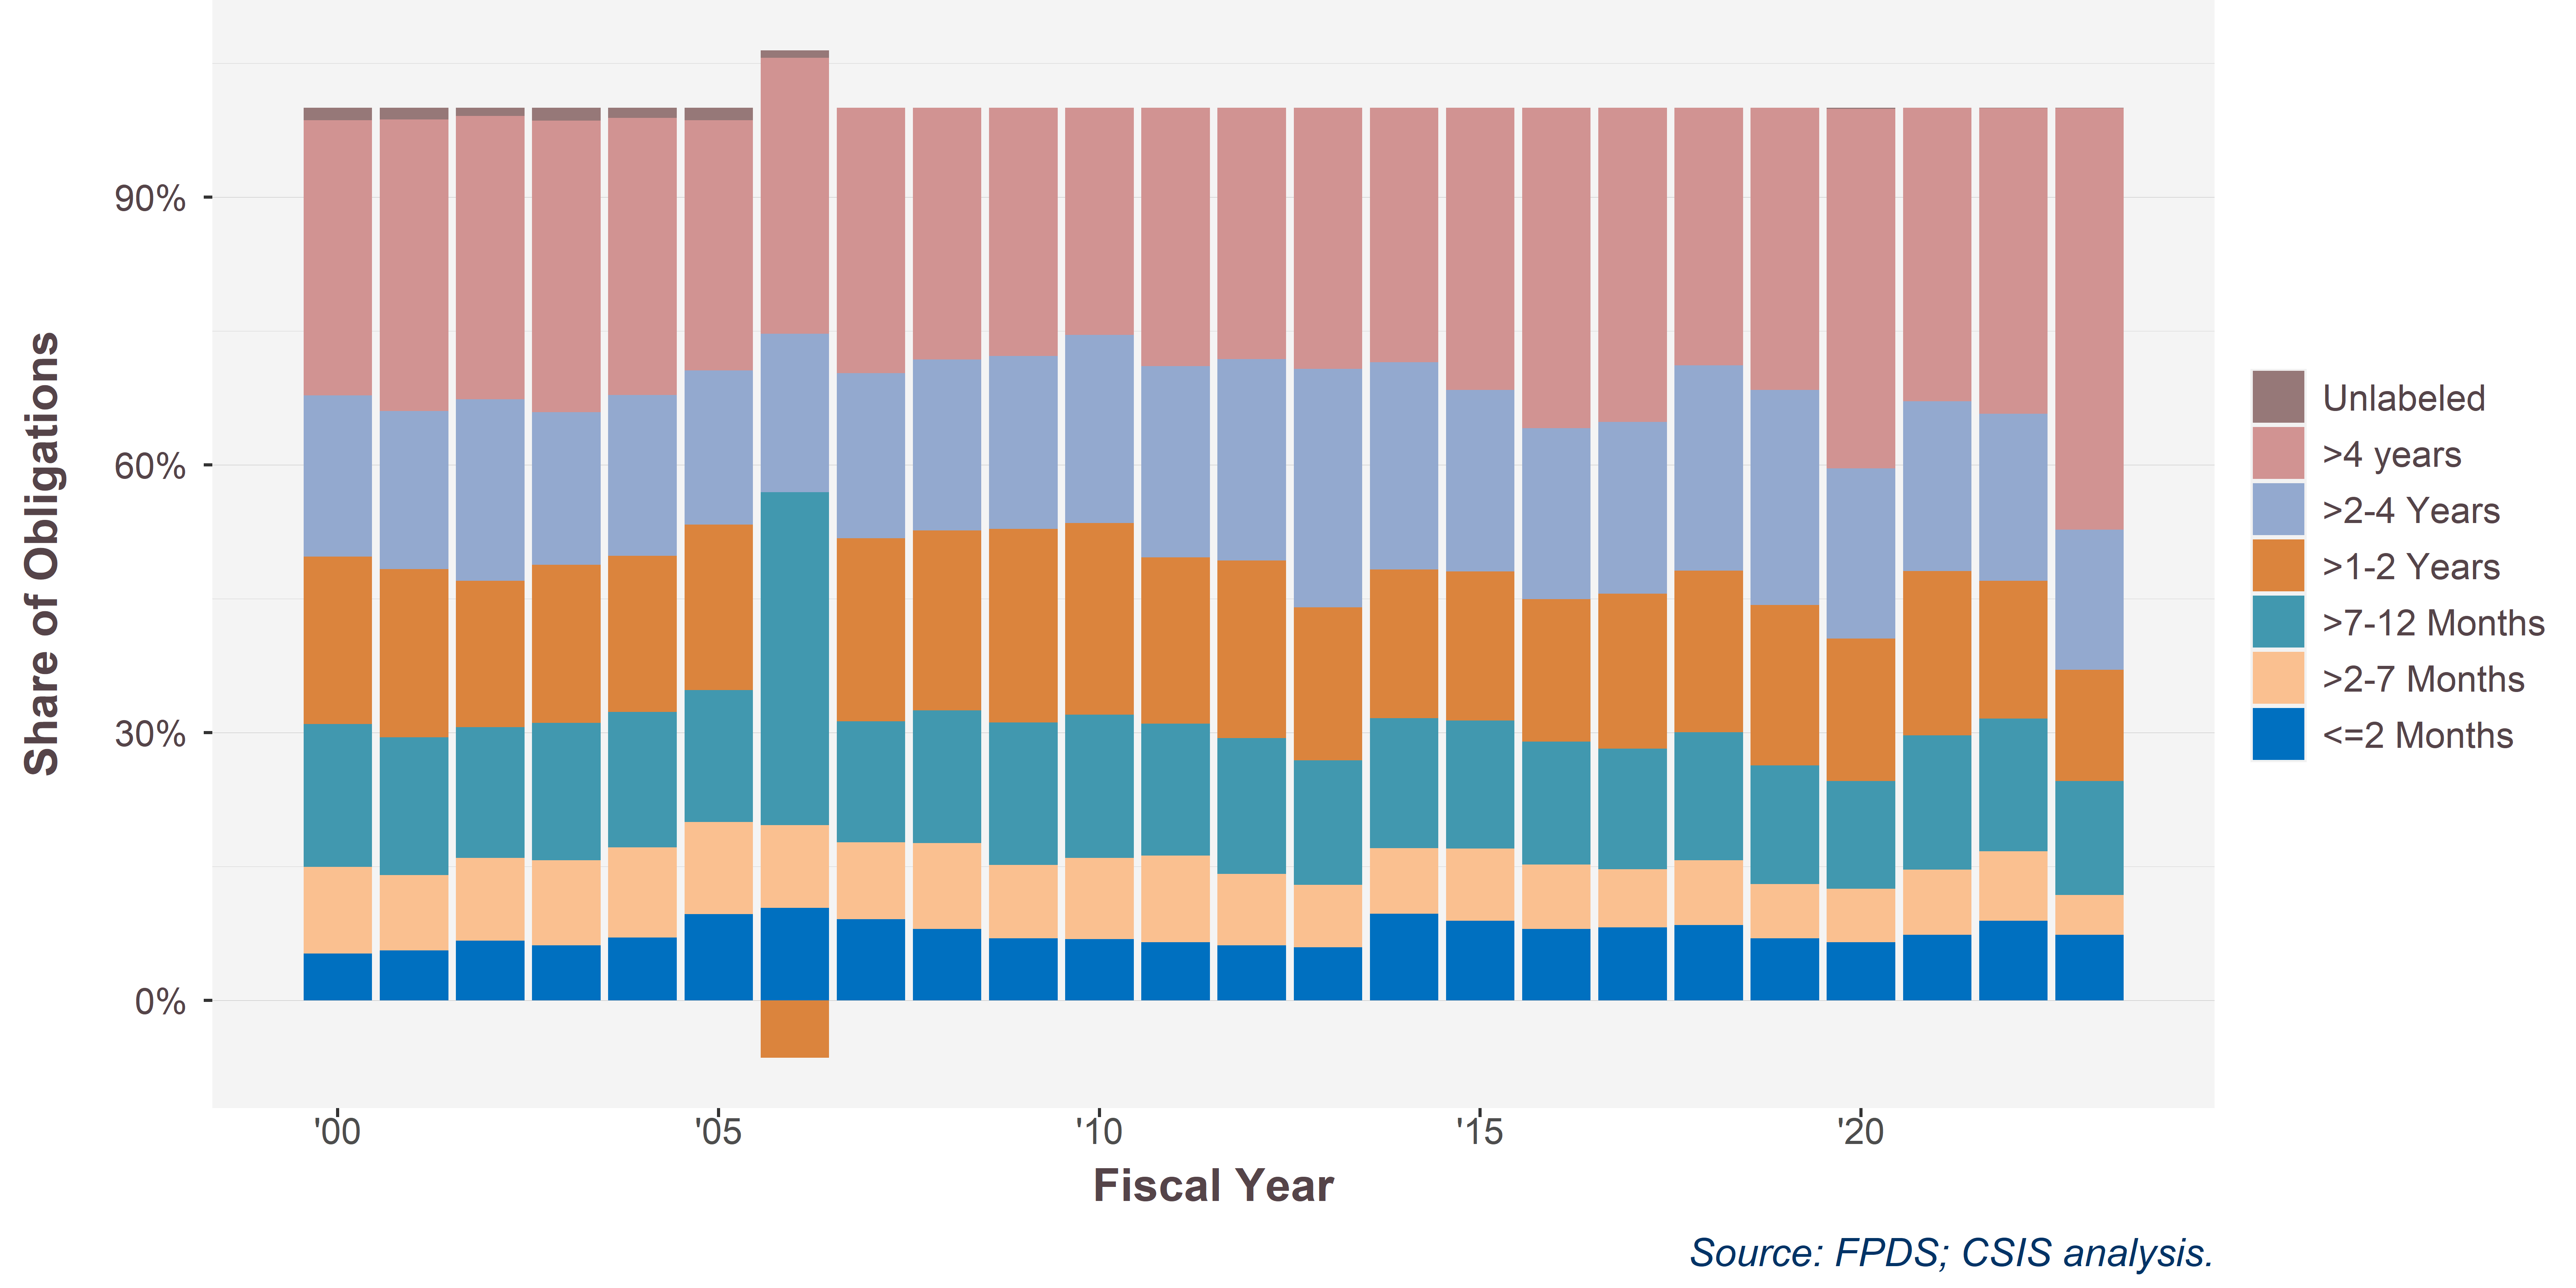 Share of Obligations
90%
60%
30%
0%
'00
'05
'10
'15
'20
Fiscal Year
Unlabeled
>4 years
>2-4 Years
>1-2 Years
>7-12 Months
>2-7 Months
<=2 Months
Source: FPDS; CSIS analysis.